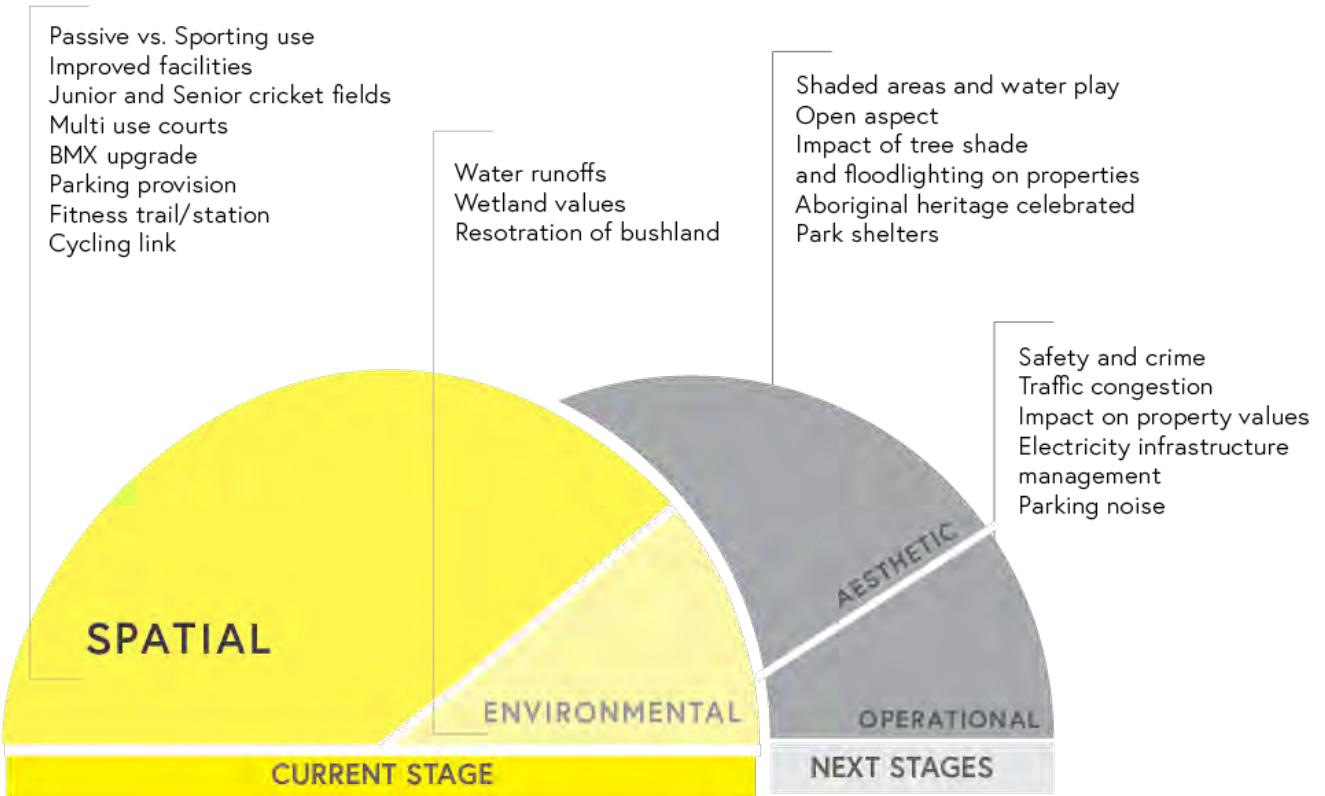 Passive vs. Sporting use
Improved facilities
Junior and Senior cricket fields
Multi use courts
BMX upgrade
Parking provision
Fitness trail/station
Cycling link
Water runoffs
Wetland values
Resotration of bushland
Shaded areas and water play
Open aspect
Impact of tree shade
and floodlighting on properties
Aboriginal heritage celebrated
Park shelters
Safety and crime
Traffic congestion
Impact on property values
Electricity infrastructure
management
Parking noise
SPATIAL
ENVIRONMENTAL
AESTHETIC
OPERATIONAL
CURRENT STAGE
NEXT STAGES